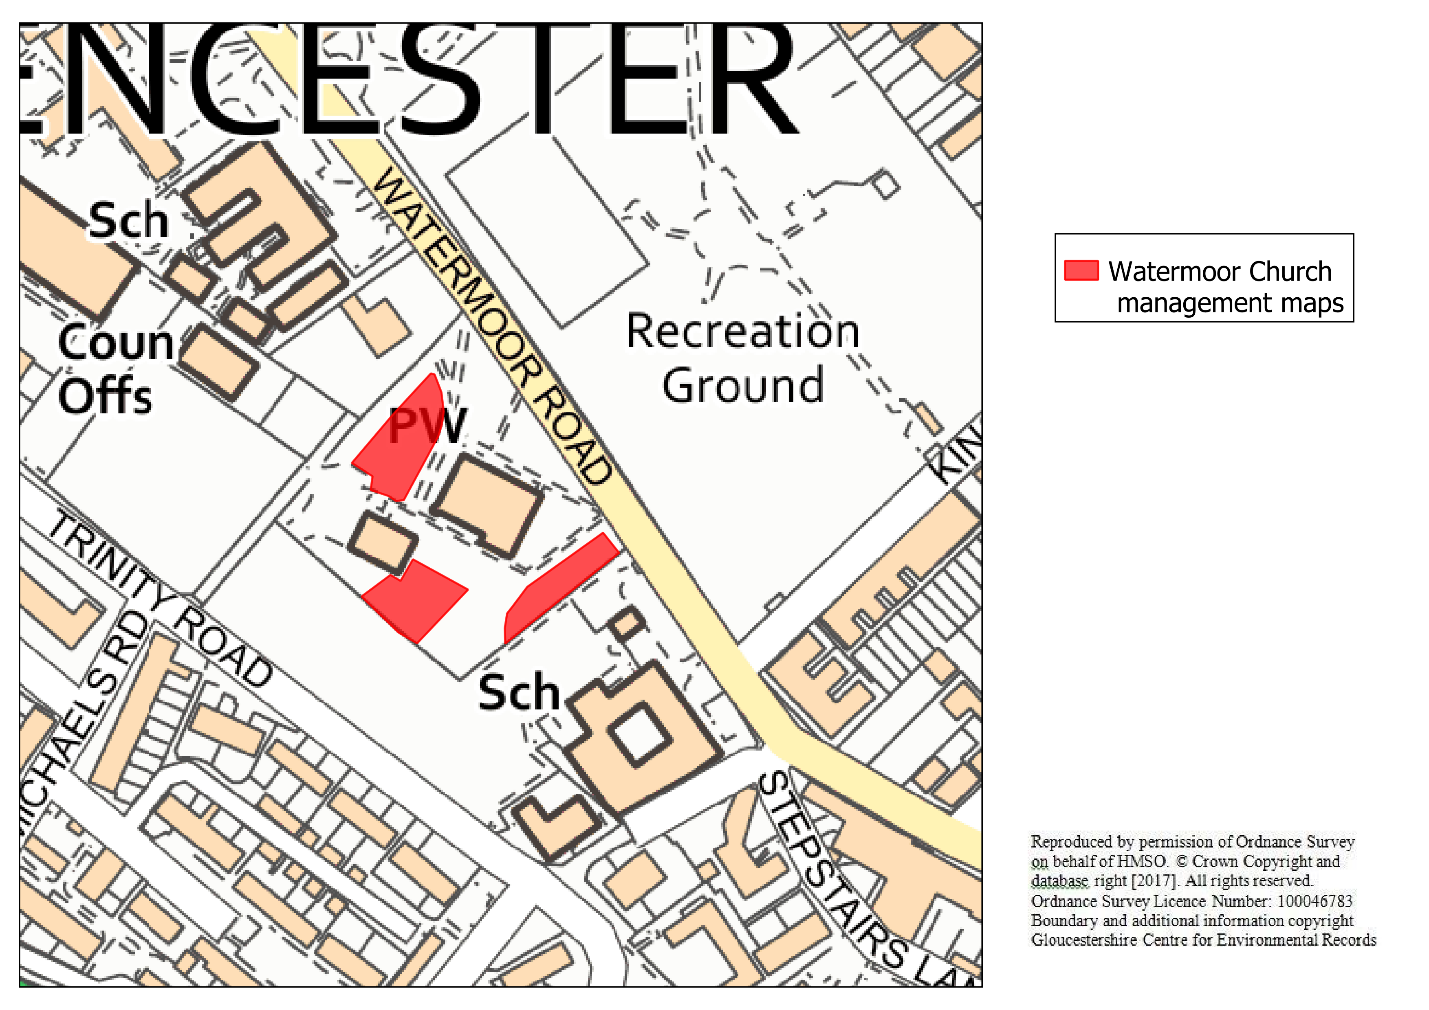 ENCESTER
WATERMOOR ROAD
Sch
Coun
Offs
Recreation
Ground
PW
KIN
TRINITY ROAD
MICHAELS RD
Sch
STEPSTAIRS LAN
Watermoor Church
management maps
Reproduced by permission of Ordnance Survey
on behalf of HMSO. © Crown Copyright and
database right [2017]. All rights reserved.
Ordnance Survey Licence Number: 100046783
Boundary and additional information copyright
Gloucestershire Centre for Environmental Records